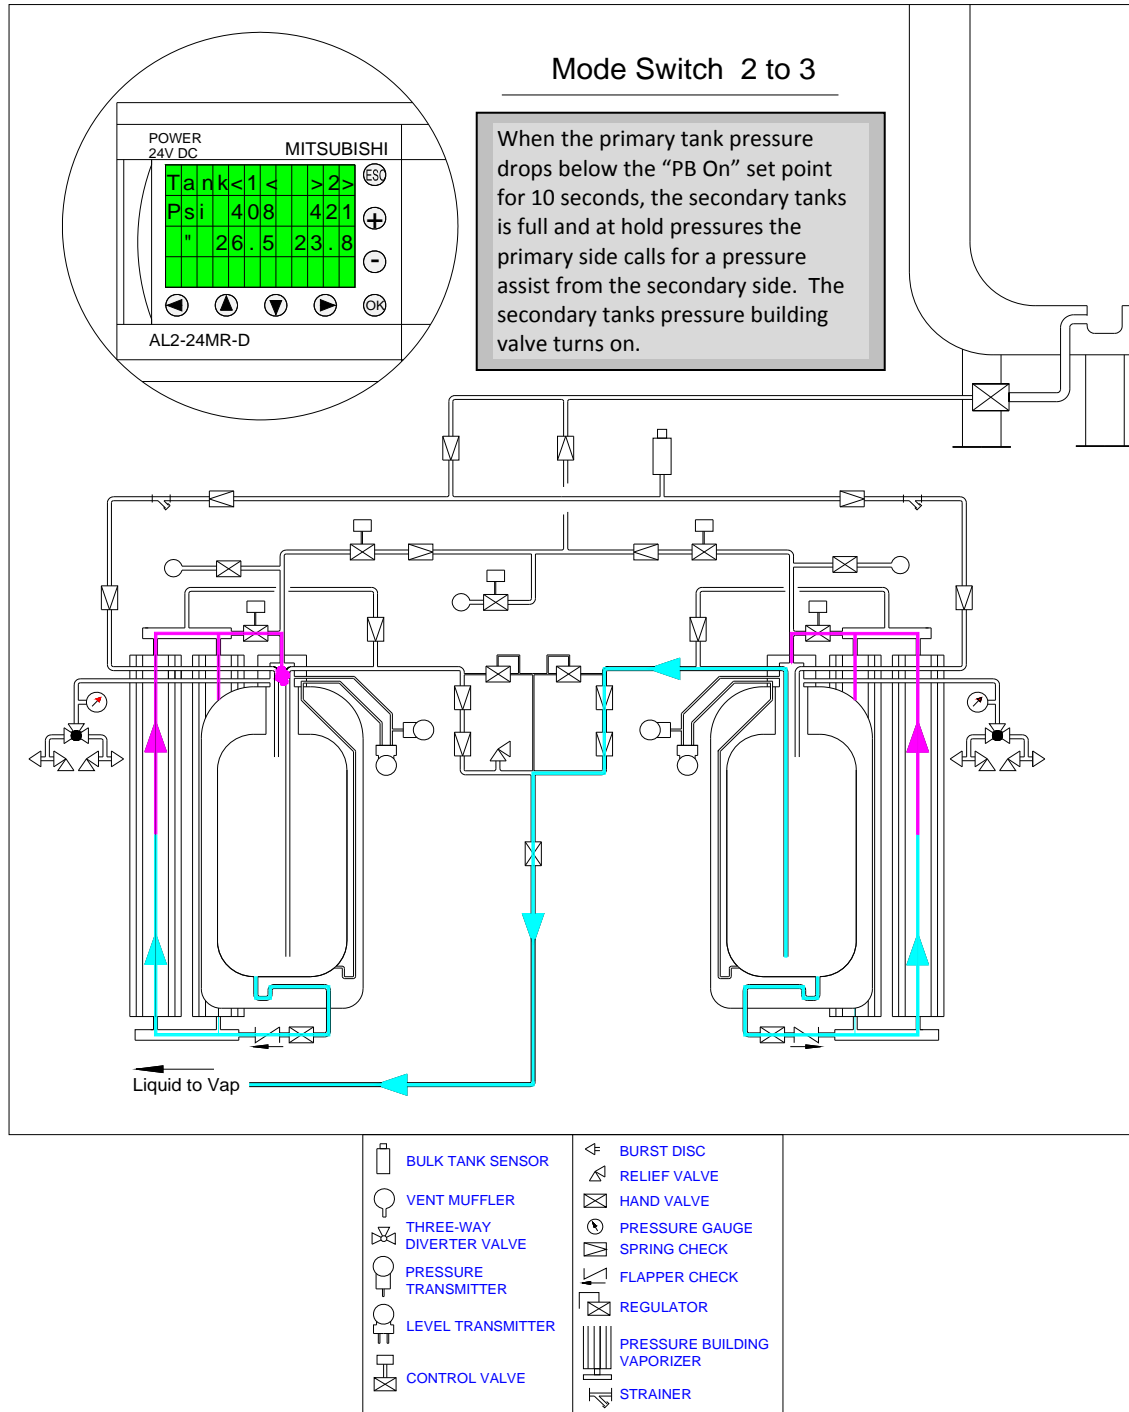 Mode Switch 2 to 3
When the primary tank pressure
drops below the “PB On” set point
for 10 seconds, the secondary tanks
is full and at hold pressures the
primary side calls for a pressure
assist from the secondary side. The
secondary tanks pressure building
valve turns on.
POWER
24V DC
MITSUBISHI
Tank<1< >2>
Psi 408 421
" 26.5 23.8
ESC
+
-
OK
AL2-24MR-D
Liquid to Vap
BULK TANK SENSOR
VENT MUFFLER
THREE-WAY
DIVERTER VALVE
PRESSURE
TRANSMITTER
LEVEL TRANSMITTER
CONTROL VALVE
BURST DISC
RELIEF VALVE
HAND VALVE
PRESSURE GAUGE
SPRING CHECK
FLAPPER CHECK
REGULATOR
PRESSURE BUILDING
VAPORIZER
STRAINER